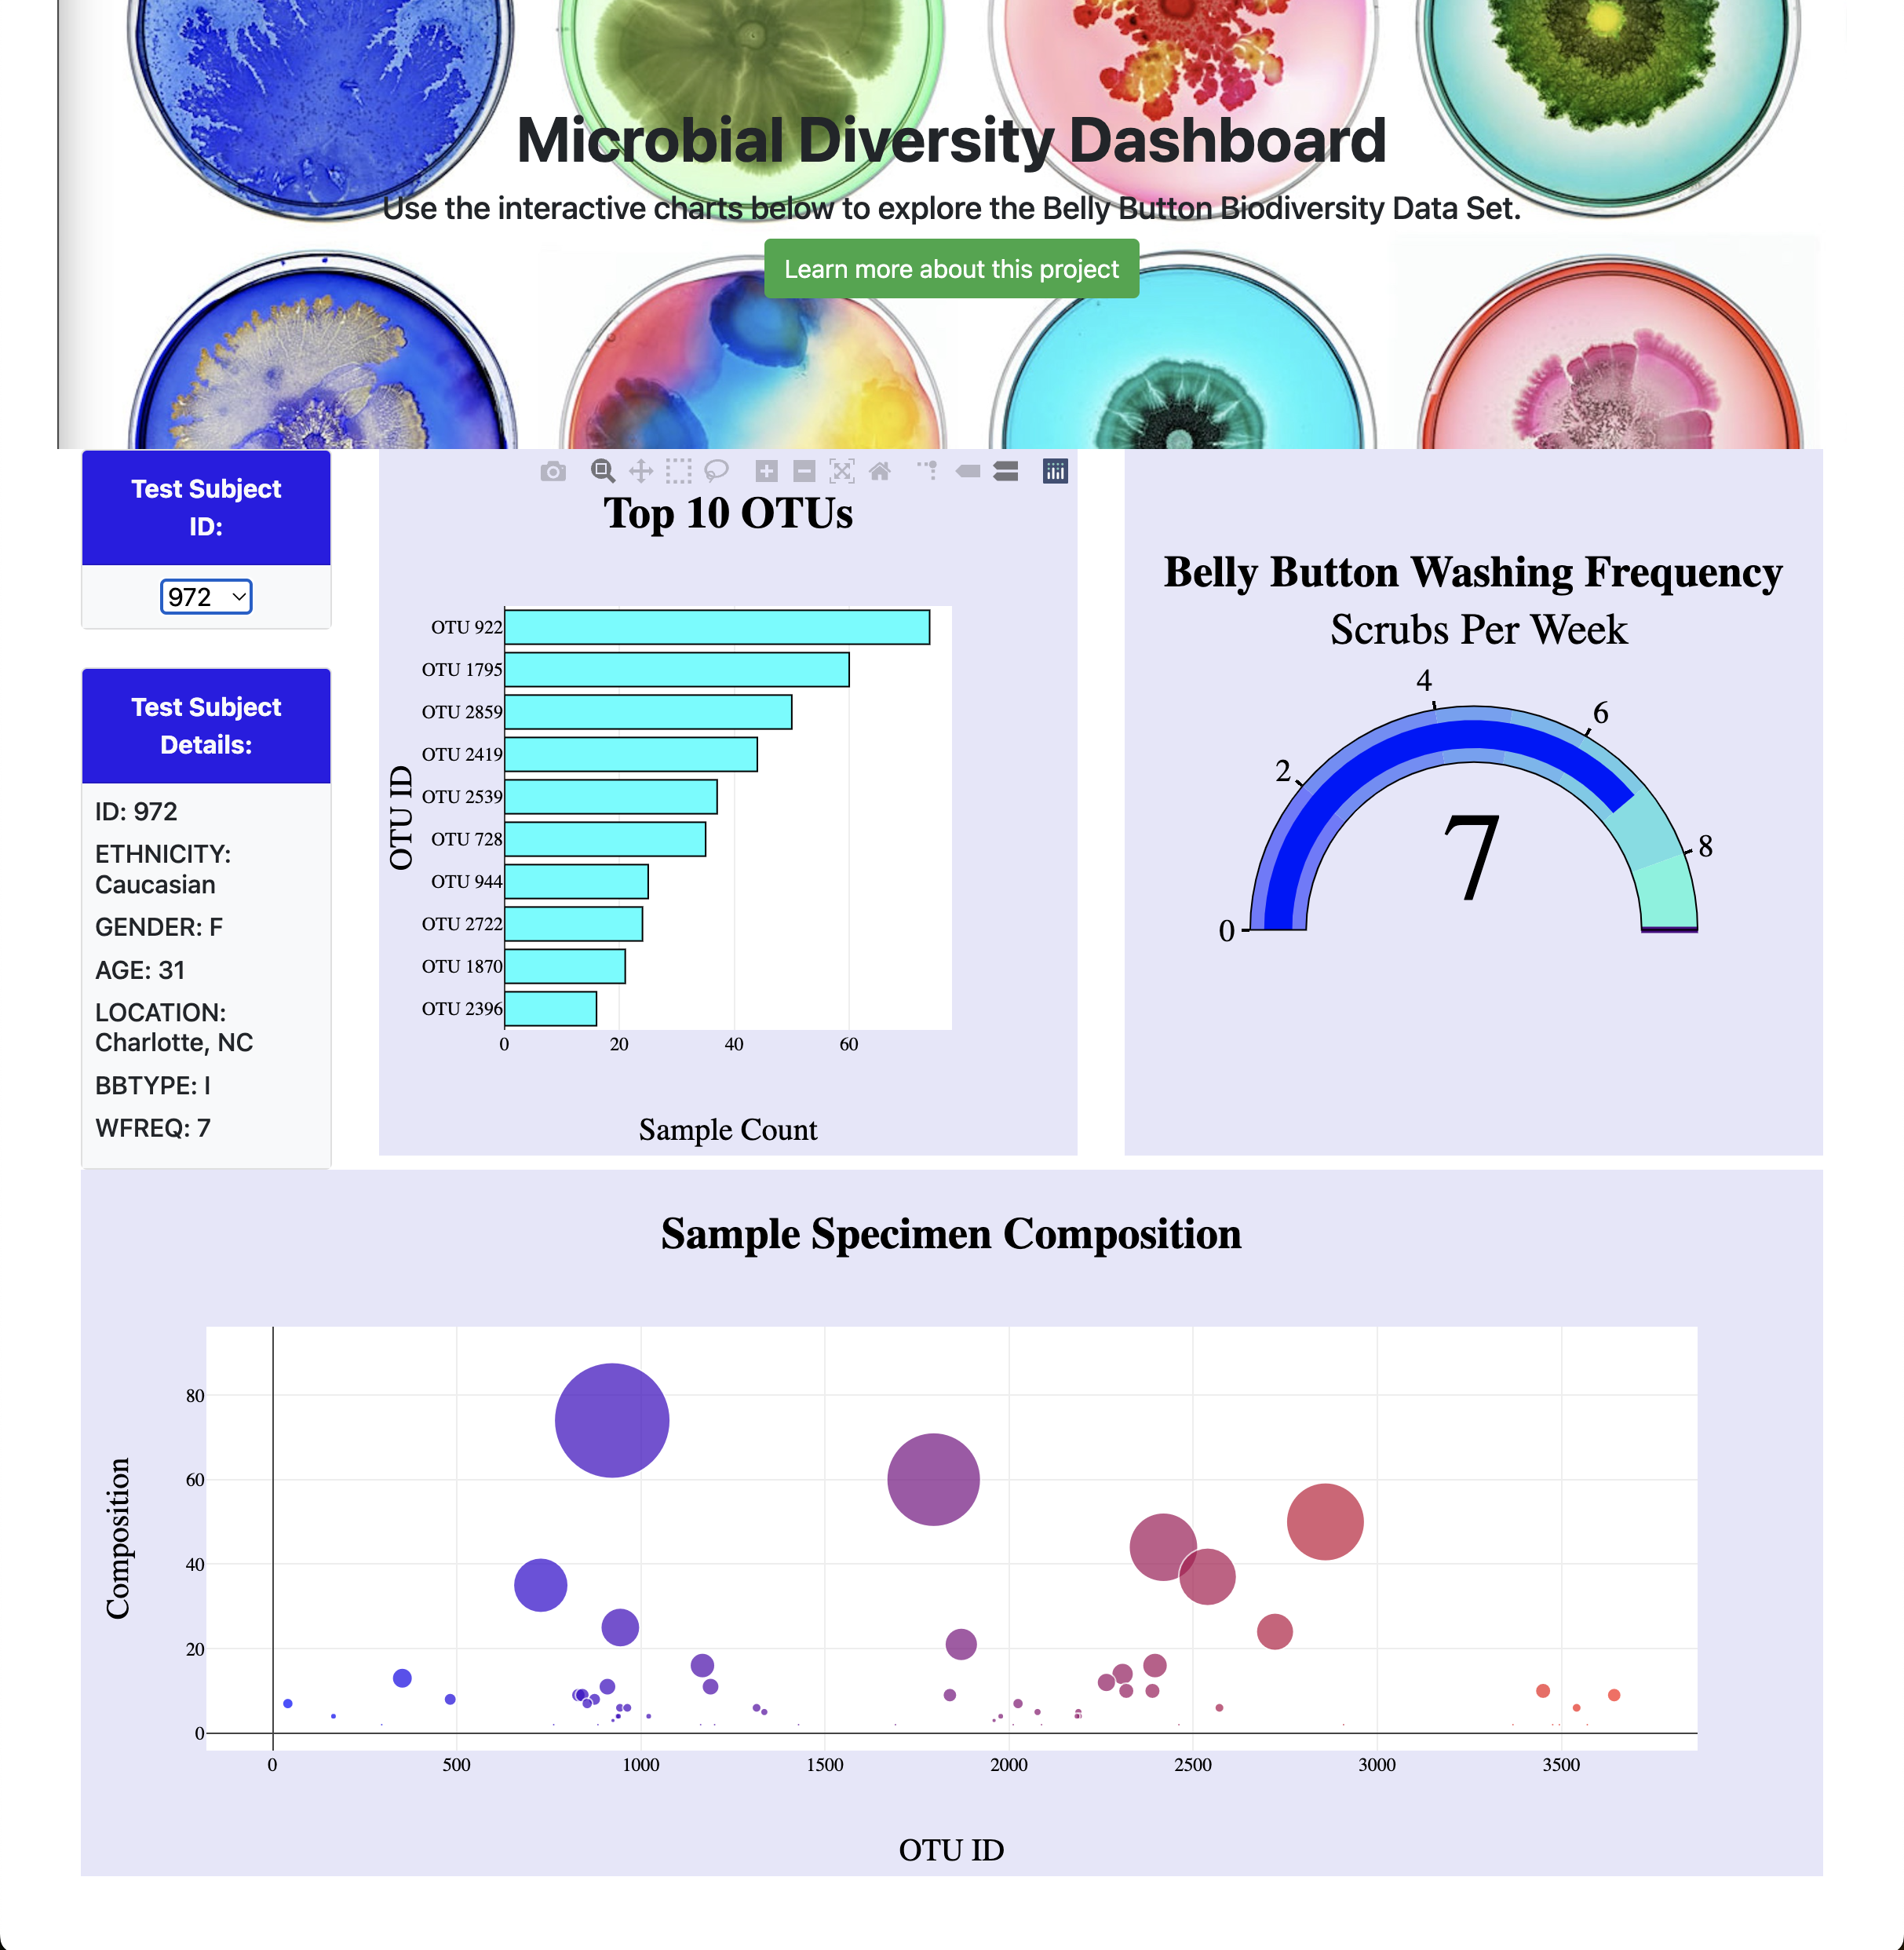 Microbial Diversity Dashboard
Use the interactive charts below to explore the Belly Button Biodiversity Data Set.
Learn more about this project
Test Subject
ID:
972
Test Subject
Details:
ID: 972
ETHNICITY:
Caucasian
GENDER: F
AGE: 31
LOCATION:
Charlotte, NC
BBTYPE: I
WFREQ: 7
Top 10 OTUs
OTU ID
OTU 922
OTU 1795
OTU 2859
OTU 2419
OTU 2539
OTU 728
OTU 944
OTU 2722
OTU 1870
OTU 2396
0 20 40 60
Sample Count
Belly Button Washing Frequency
Scrubs Per Week
0
2
4
6
8
7
Sample Specimen Composition
Composition
80
60
40
20
0
0 500 1000 1500 2000 2500 3000 3500
OTU ID